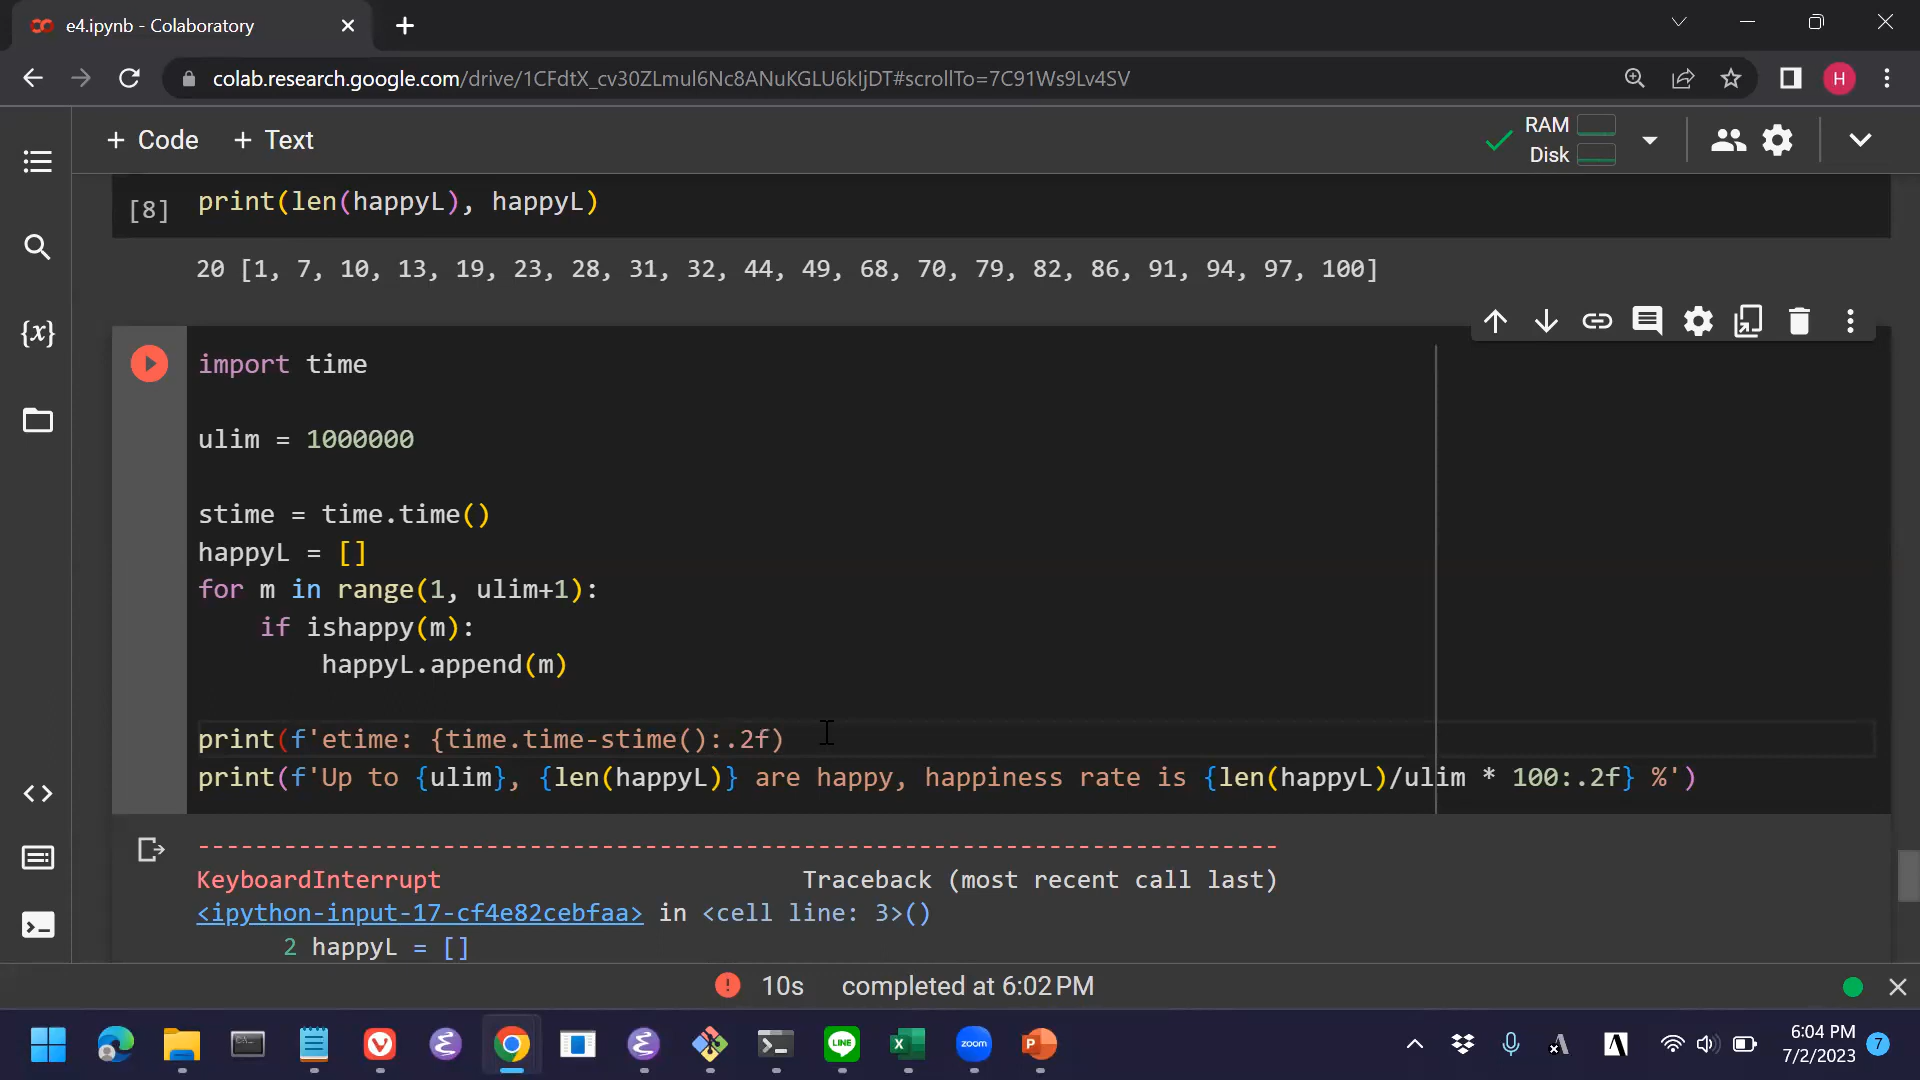 e4.ipynb - Colaboratory
colab.research.google.com/drive/1CFdtX_cv30ZLmul6Nc8ANuKGLU6kIjDT#scrollTo=7C91Ws9Lv4SV
H
+ Code + Text
RAM
Disk
[8] print(len(happyL), happyL)
20 [1, 7, 10, 13, 19, 23, 28, 31, 32, 44, 49, 68, 70, 79, 82, 86, 91, 94, 97, 100]
{x}
import time
ulim = 1000000
stime = time.time()
happyL = []
for m in range(1, ulim+1):
    if ishappy(m):
        happyL.append(m)
print(f'etime: {time.time-stime():.2f)
print(f'Up to {ulim}, {len(happyL)} are happy, happiness rate is {len(happyL)/ulim * 100:.2f} %')
--------------------------------------------------------------------------- 
KeyboardInterrupt Traceback (most recent call last)
<ipython-input-17-cf4e82cebfaa> in <cell line: 3>()
2 happyL = []
10s completed at 6:02 PM
LINE
zoom
6:04 PM
7/2/2023
7